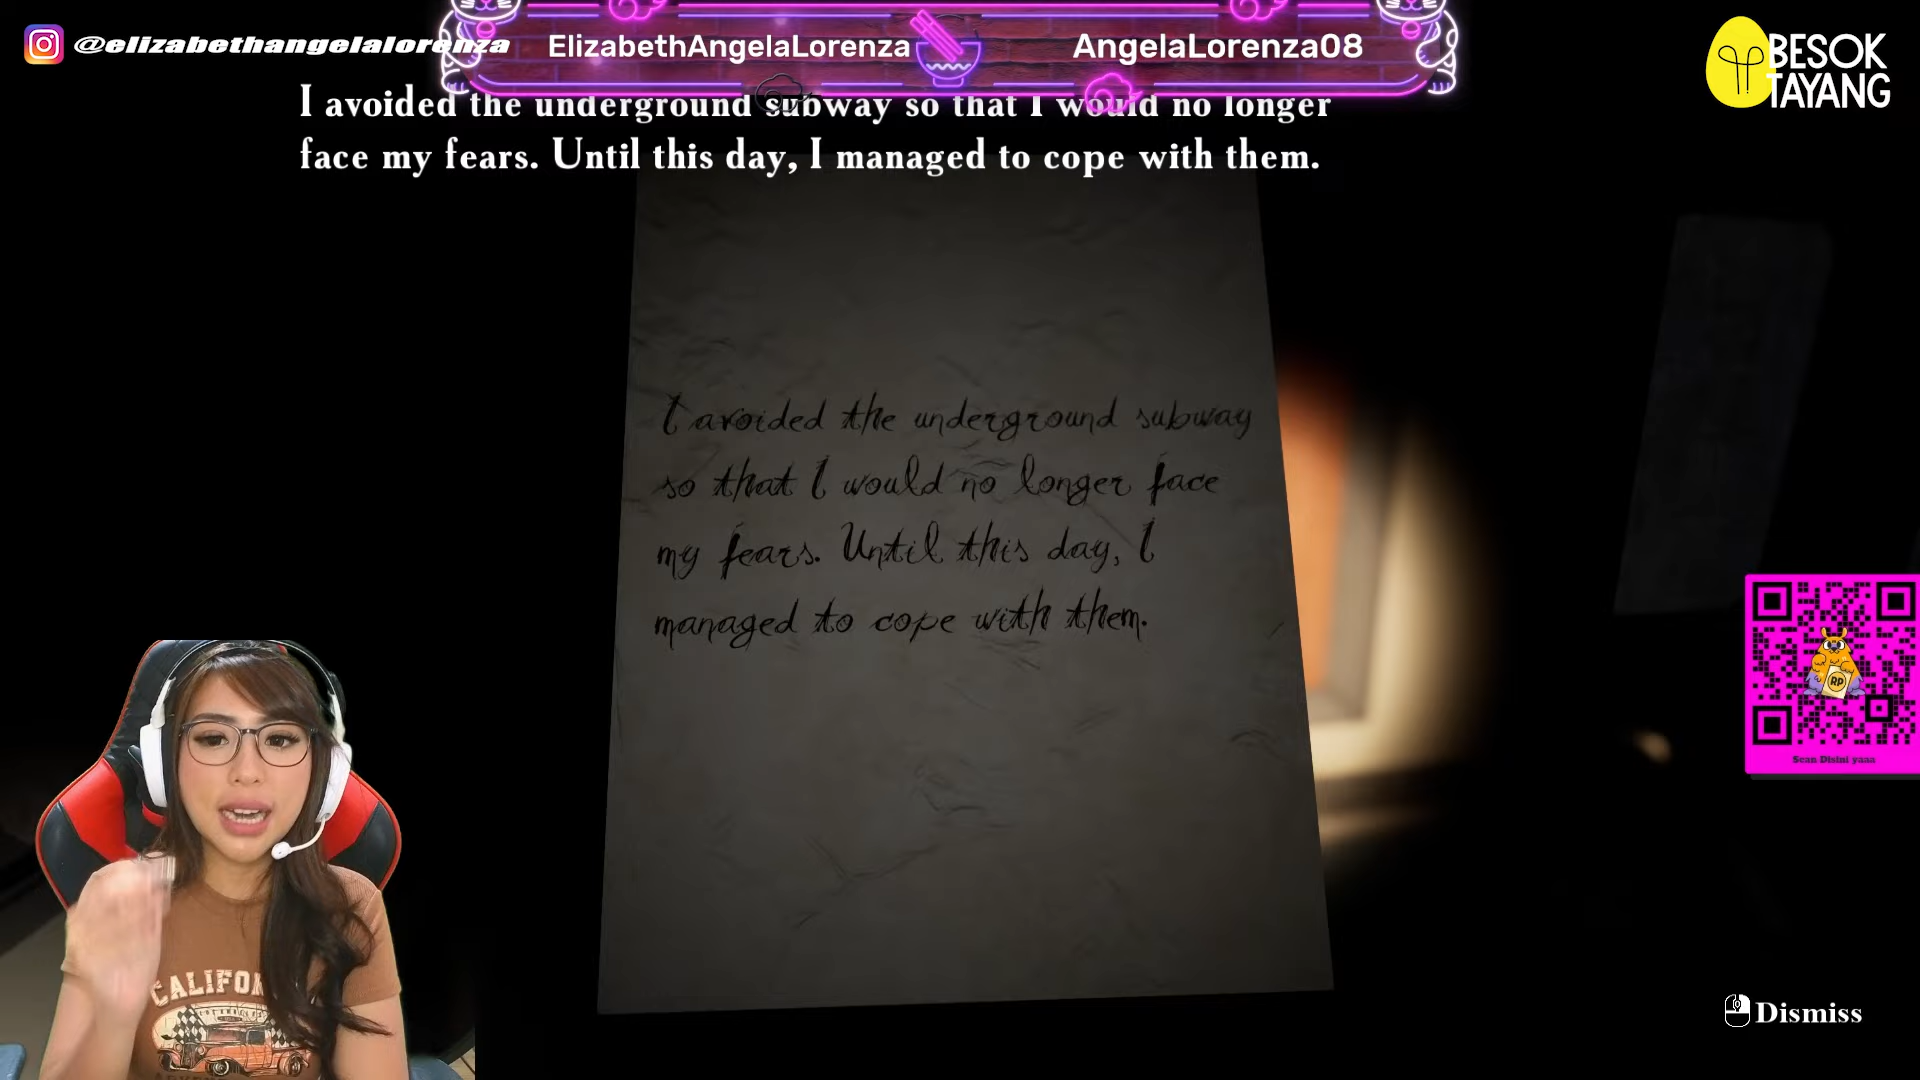 @elizabethangelalorenza
ElizabethAngelaLorenza
AngelaLorenza08
BESOK
TAYANG
I avoided the underground subway so that I would no longer
face my fears. Until this day, I managed to cope with them.
I avoided the underground subway
so that I would no longer face
my fears. Until this day, I
managed to cope with them.
RP
Scan Disini yaaa
CALIFOR
Dismiss